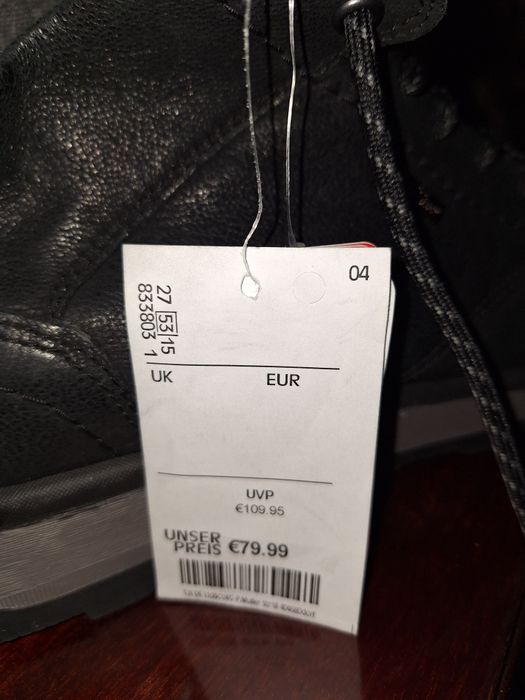 04
27 53 15
833803 1
UK EUR
UVP
€109.95
UNSER
PREIS €79.99